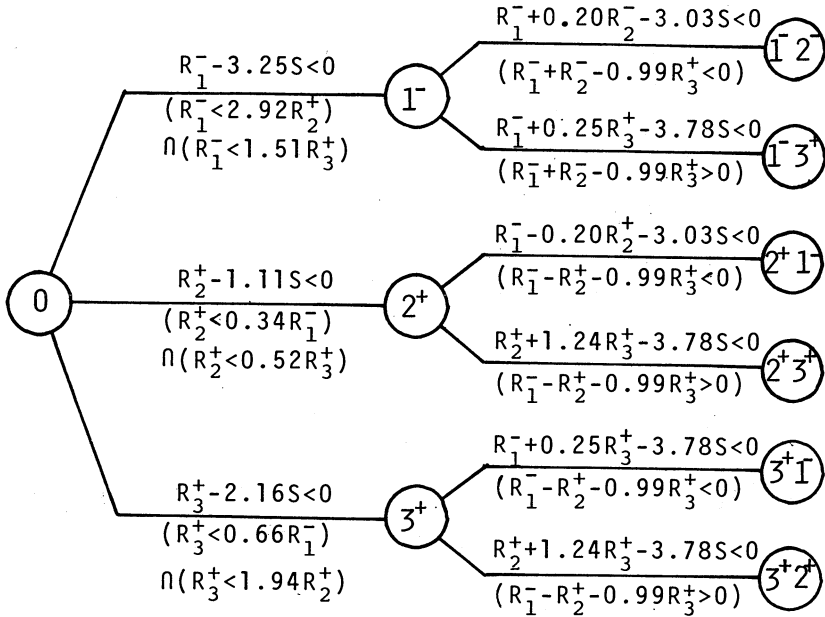 0
R₁⁻-3.25S<0
(R₁⁻<2.92R₂⁺)
∩(R₁⁻<1.51R₃⁺)
1⁻
R₁⁻+0.20R₂⁻-3.03S<0
(R₁⁻+R₂⁻-0.99R₃⁺<0)
1⁻2⁻
R₁⁻+0.25R₃⁺-3.78S<0
(R₁⁻+R₂⁻-0.99R₃⁺>0)
1⁻3⁺
R₂⁺-1.11S<0
(R₂⁺<0.34R₁⁻)
∩(R₂⁺<0.52R₃⁺)
2⁺
R₁⁻-0.20R₂⁺-3.03S<0
(R₁⁻-R₂⁺-0.99R₃⁺<0)
2⁺1⁻
R₂⁺+1.24R₃⁺-3.78S<0
(R₁⁻-R₂⁺-0.99R₃⁺>0)
2⁺3⁺
R₃⁺-2.16S<0
(R₃⁺<0.66R₁⁻)
∩(R₃⁺<1.94R₂⁺)
3⁺
R₁⁻+0.25R₃⁺-3.78S<0
(R₁⁻-R₂⁺-0.99R₃⁺<0)
3⁺1⁻
R₂⁺+1.24R₃⁺-3.78S<0
(R₁⁻-R₂⁺-0.99R₃⁺>0)
3⁺2⁺